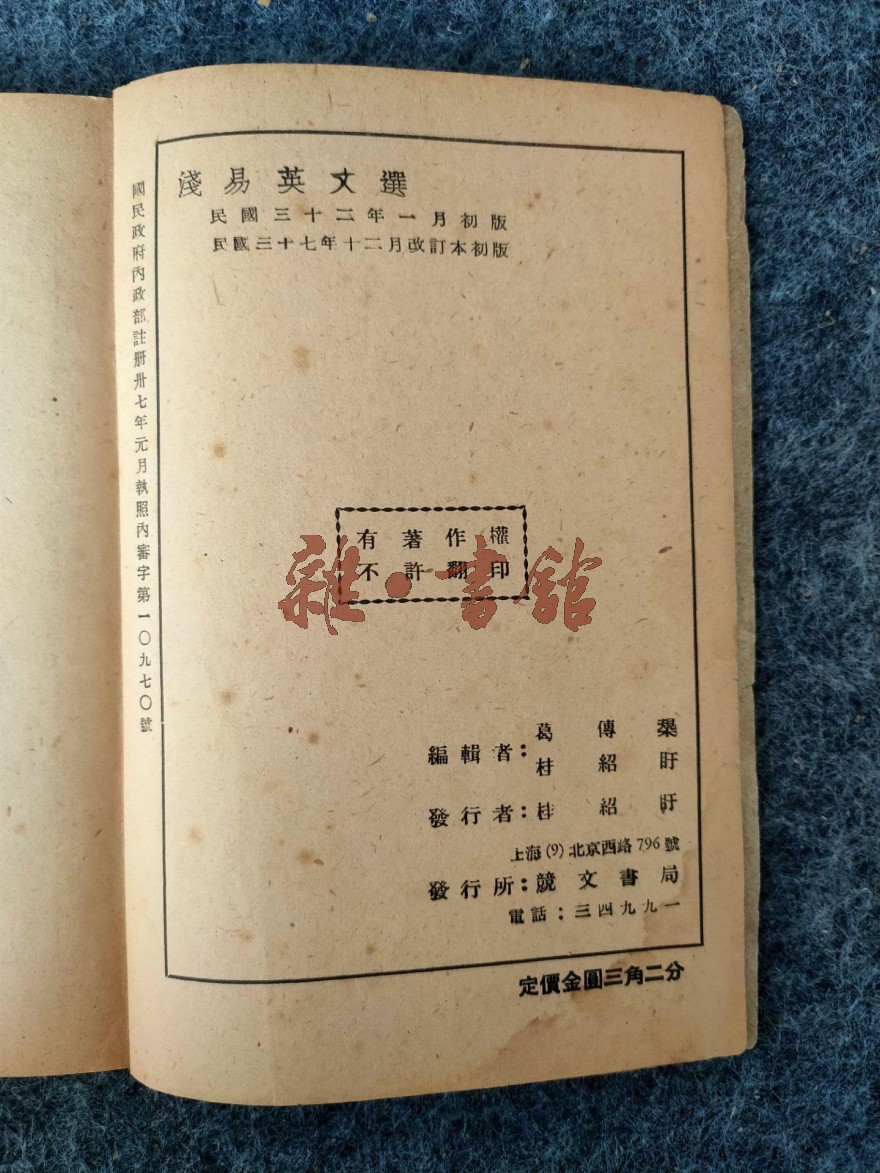 淺易英文選
民國三十二年一月初版
民國三十七年十二月改訂本初版
國民政府內政部註册卅七年元月執照內審字第一〇九七〇號
有著作權
不許翻印
雜·書館
編輯者：葛傳槼
桂紹盱
發行者：桂紹盱
上海(9)北京西路796號
發行所：競文書局
電話：三四九九一
定價金圓三角二分